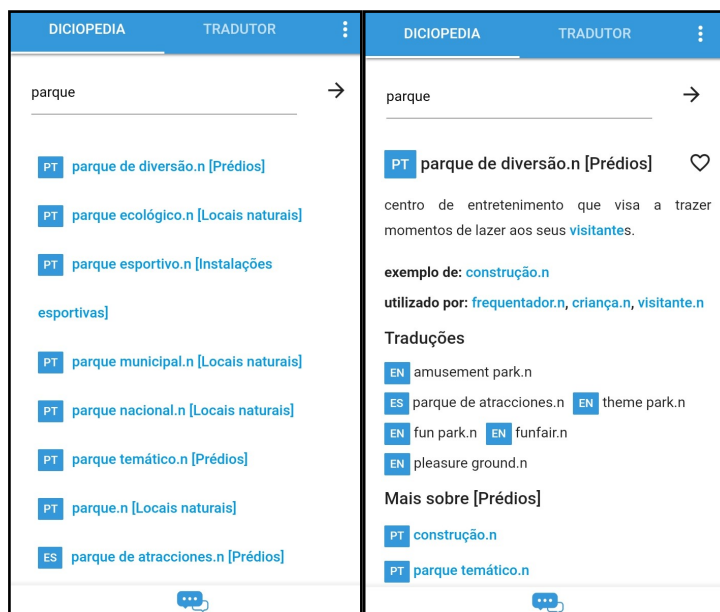 DICIOPEDIA TRADUTOR
parque
PT parque de diversão.n [Prédios]
PT parque ecológico.n [Locais naturais]
PT parque esportivo.n [Instalações
esportivas]
PT parque municipal.n [Locais naturais]
PT parque nacional.n [Locais naturais]
PT parque temático.n [Prédios]
PT parque.n [Locais naturais]
ES parque de atracciones.n [Prédios]
DICIOPEDIA TRADUTOR
parque
PT parque de diversão.n [Prédios]
centro de entretenimento que visa a trazer
momentos de lazer aos seus visitantes.
exemplo de: construção.n
utilizado por: frequentador.n, criança.n, visitante.n
Traduções
EN amusement park.n
ES parque de atracciones.n EN theme park.n
EN fun park.n EN funfair.n
EN pleasure ground.n
Mais sobre [Prédios]
PT construção.n
PT parque temático.n